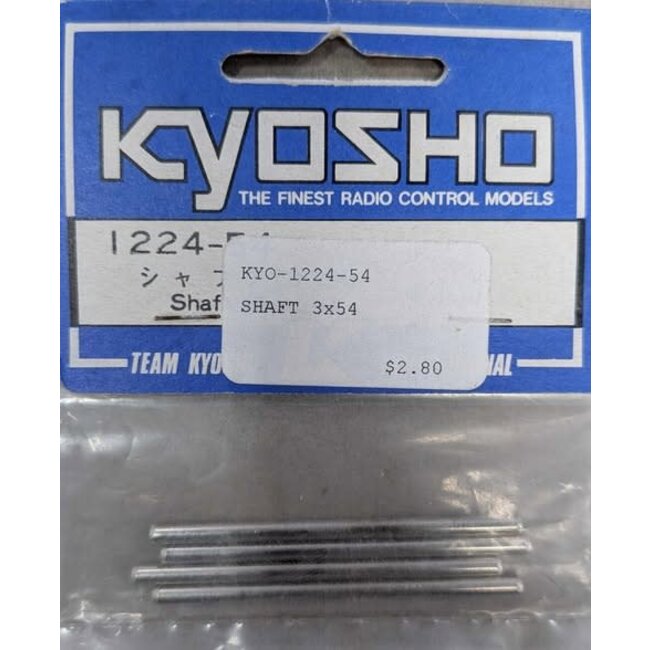 KYOSHO
THE FINEST RADIO CONTROL MODELS
1224-54
シャフ
Shaf
KYO-1224-54
SHAFT 3x54
$2.80
TEAM KYO NAL